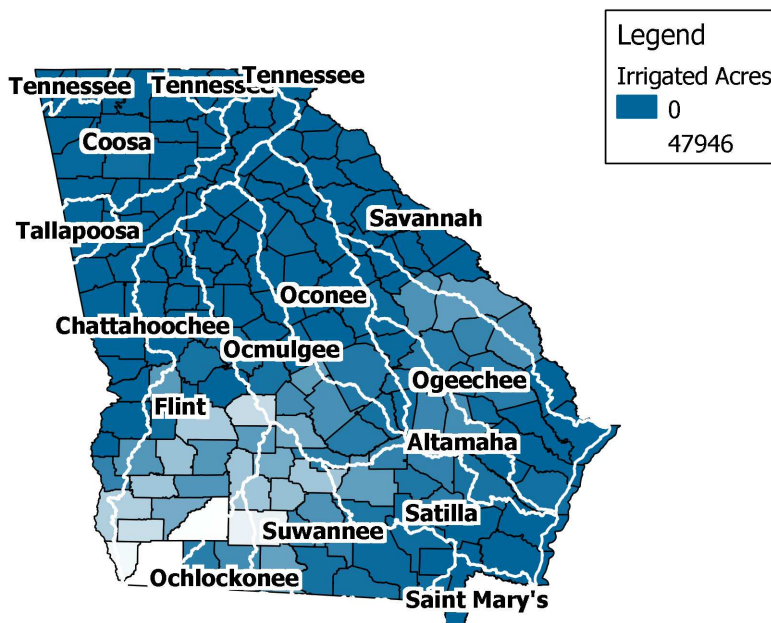 Legend
Irrigated Acres
0
47946
Tennessee
Tennessee
Tennessee
Coosa
Savannah
Tallapoosa
Oconee
Chattahoochee
Ocmulgee
Ogeechee
Flint
Altamaha
Satilla
Suwannee
Ochlockonee
Saint Mary's